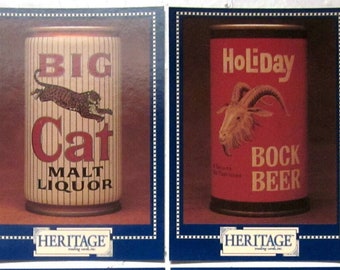 BIG
Cat
MALT
LIQUOR
HERITAGE
HOLiDAY
BOCK
BEER
HERITAGE